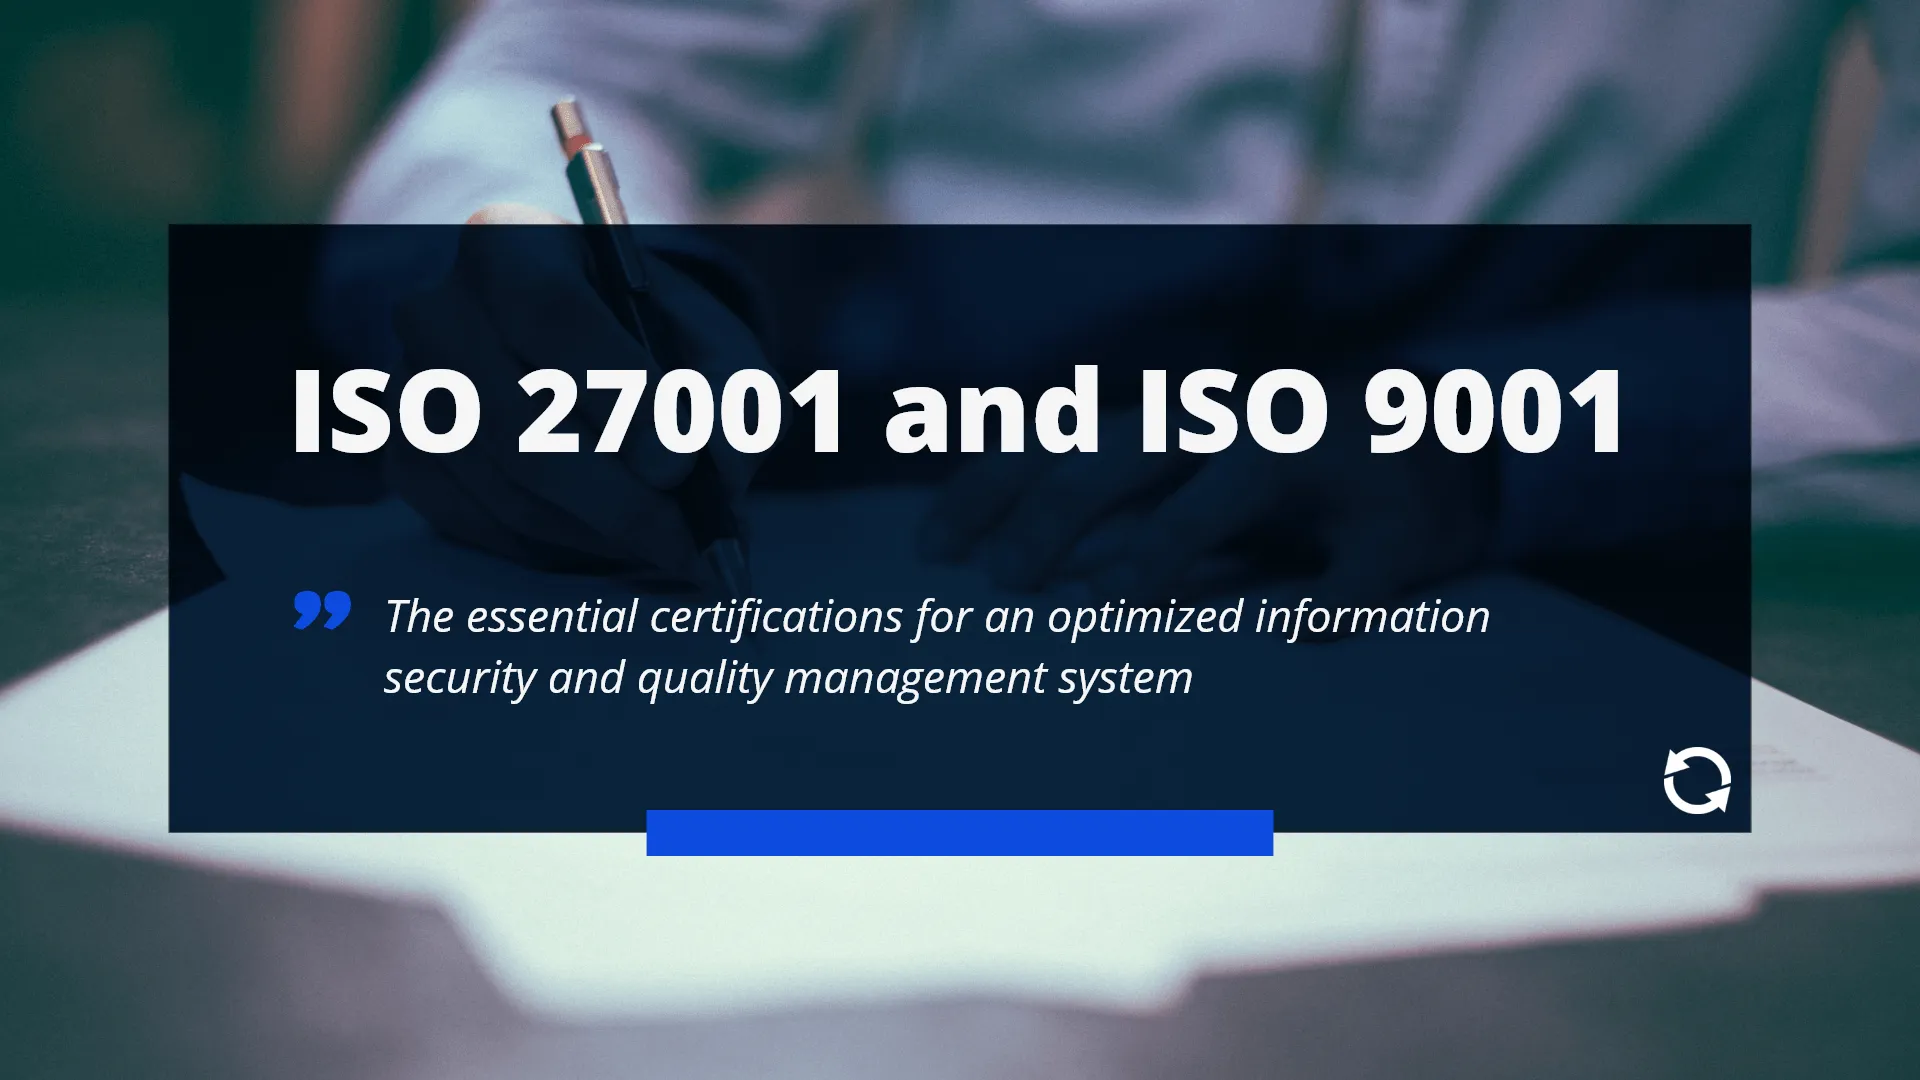 ISO 27001 and ISO 9001
” The essential certifications for an optimized information
security and quality management system